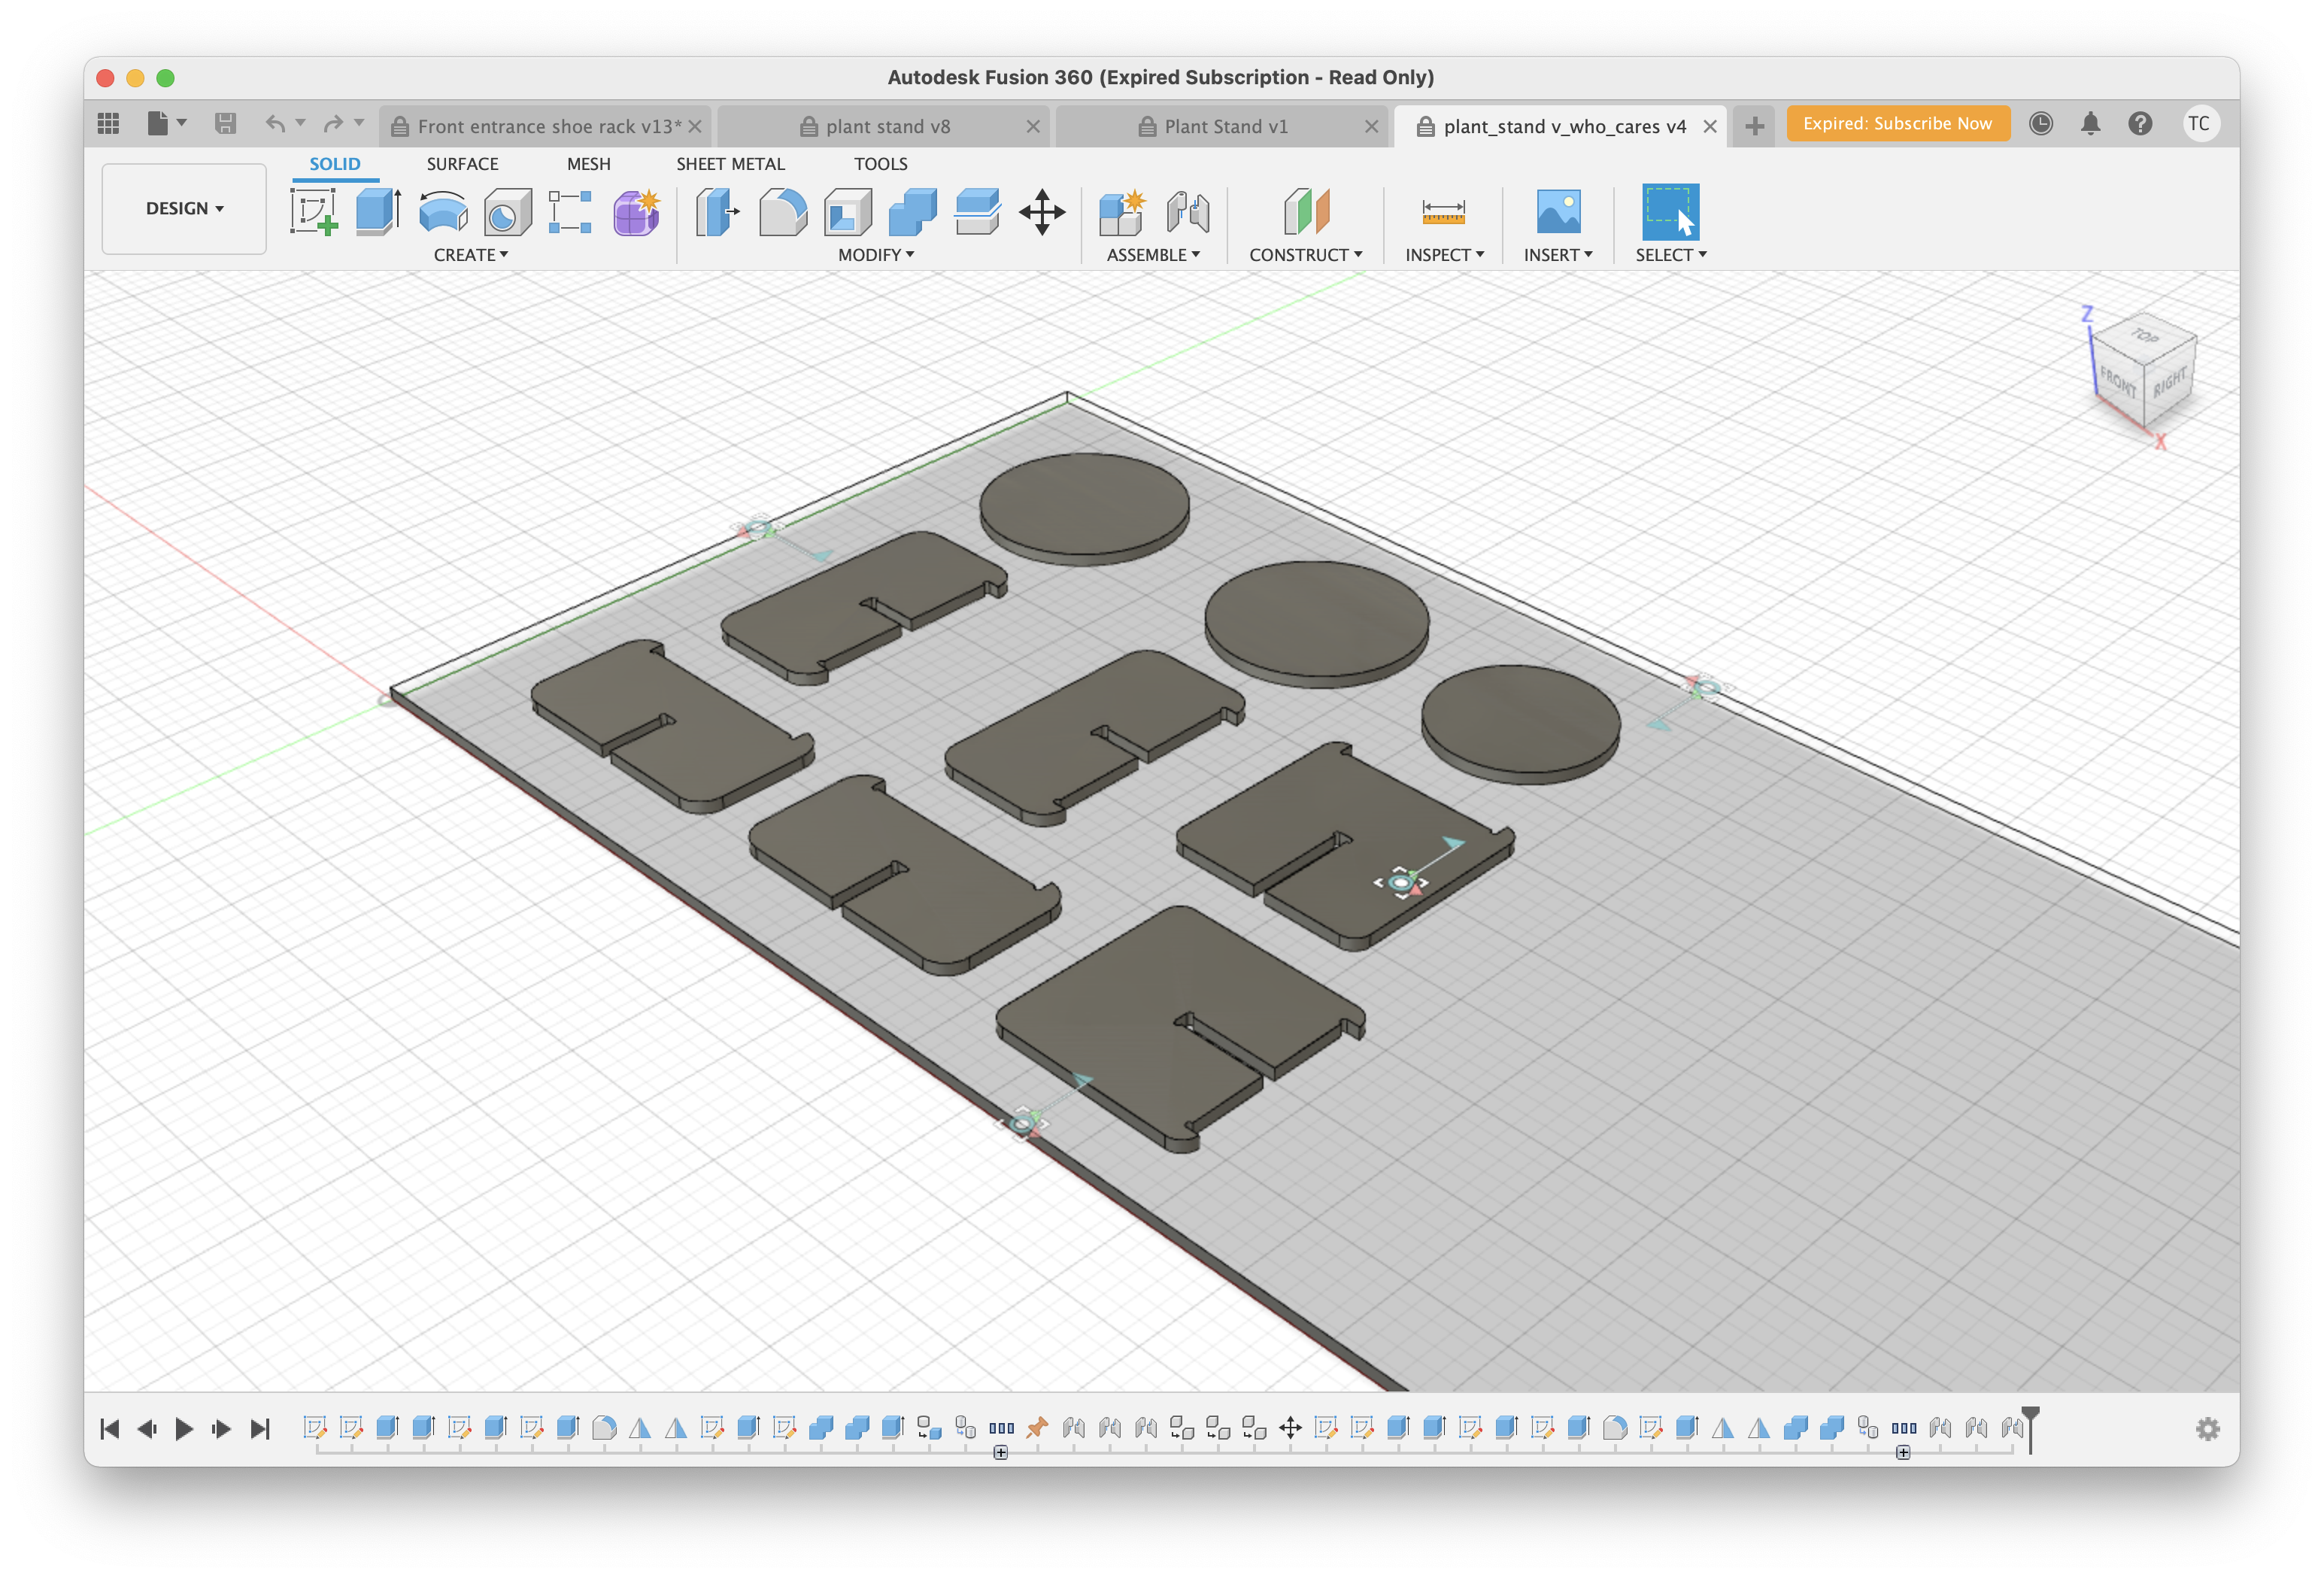 Autodesk Fusion 360 (Expired Subscription - Read Only)
Front entrance shoe rack v13*
plant stand v8
Plant Stand v1
plant_stand v_who_cares v4
Expired: Subscribe Now
TC
SOLID
SURFACE
MESH
SHEET METAL
TOOLS
DESIGN
CREATE
MODIFY
ASSEMBLE
CONSTRUCT
INSPECT
INSERT
SELECT
Z
TOP
FRONT
RIGHT
X